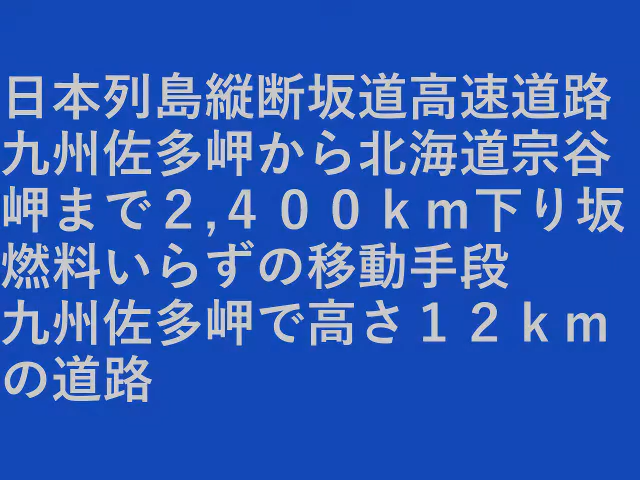 日本列島縦断坂道高速道路
九州佐多岬から北海道宗谷
岬まで２,４００ｋｍ下り坂
燃料いらずの移動手段
九州佐多岬で高さ１２ｋｍ
の道路